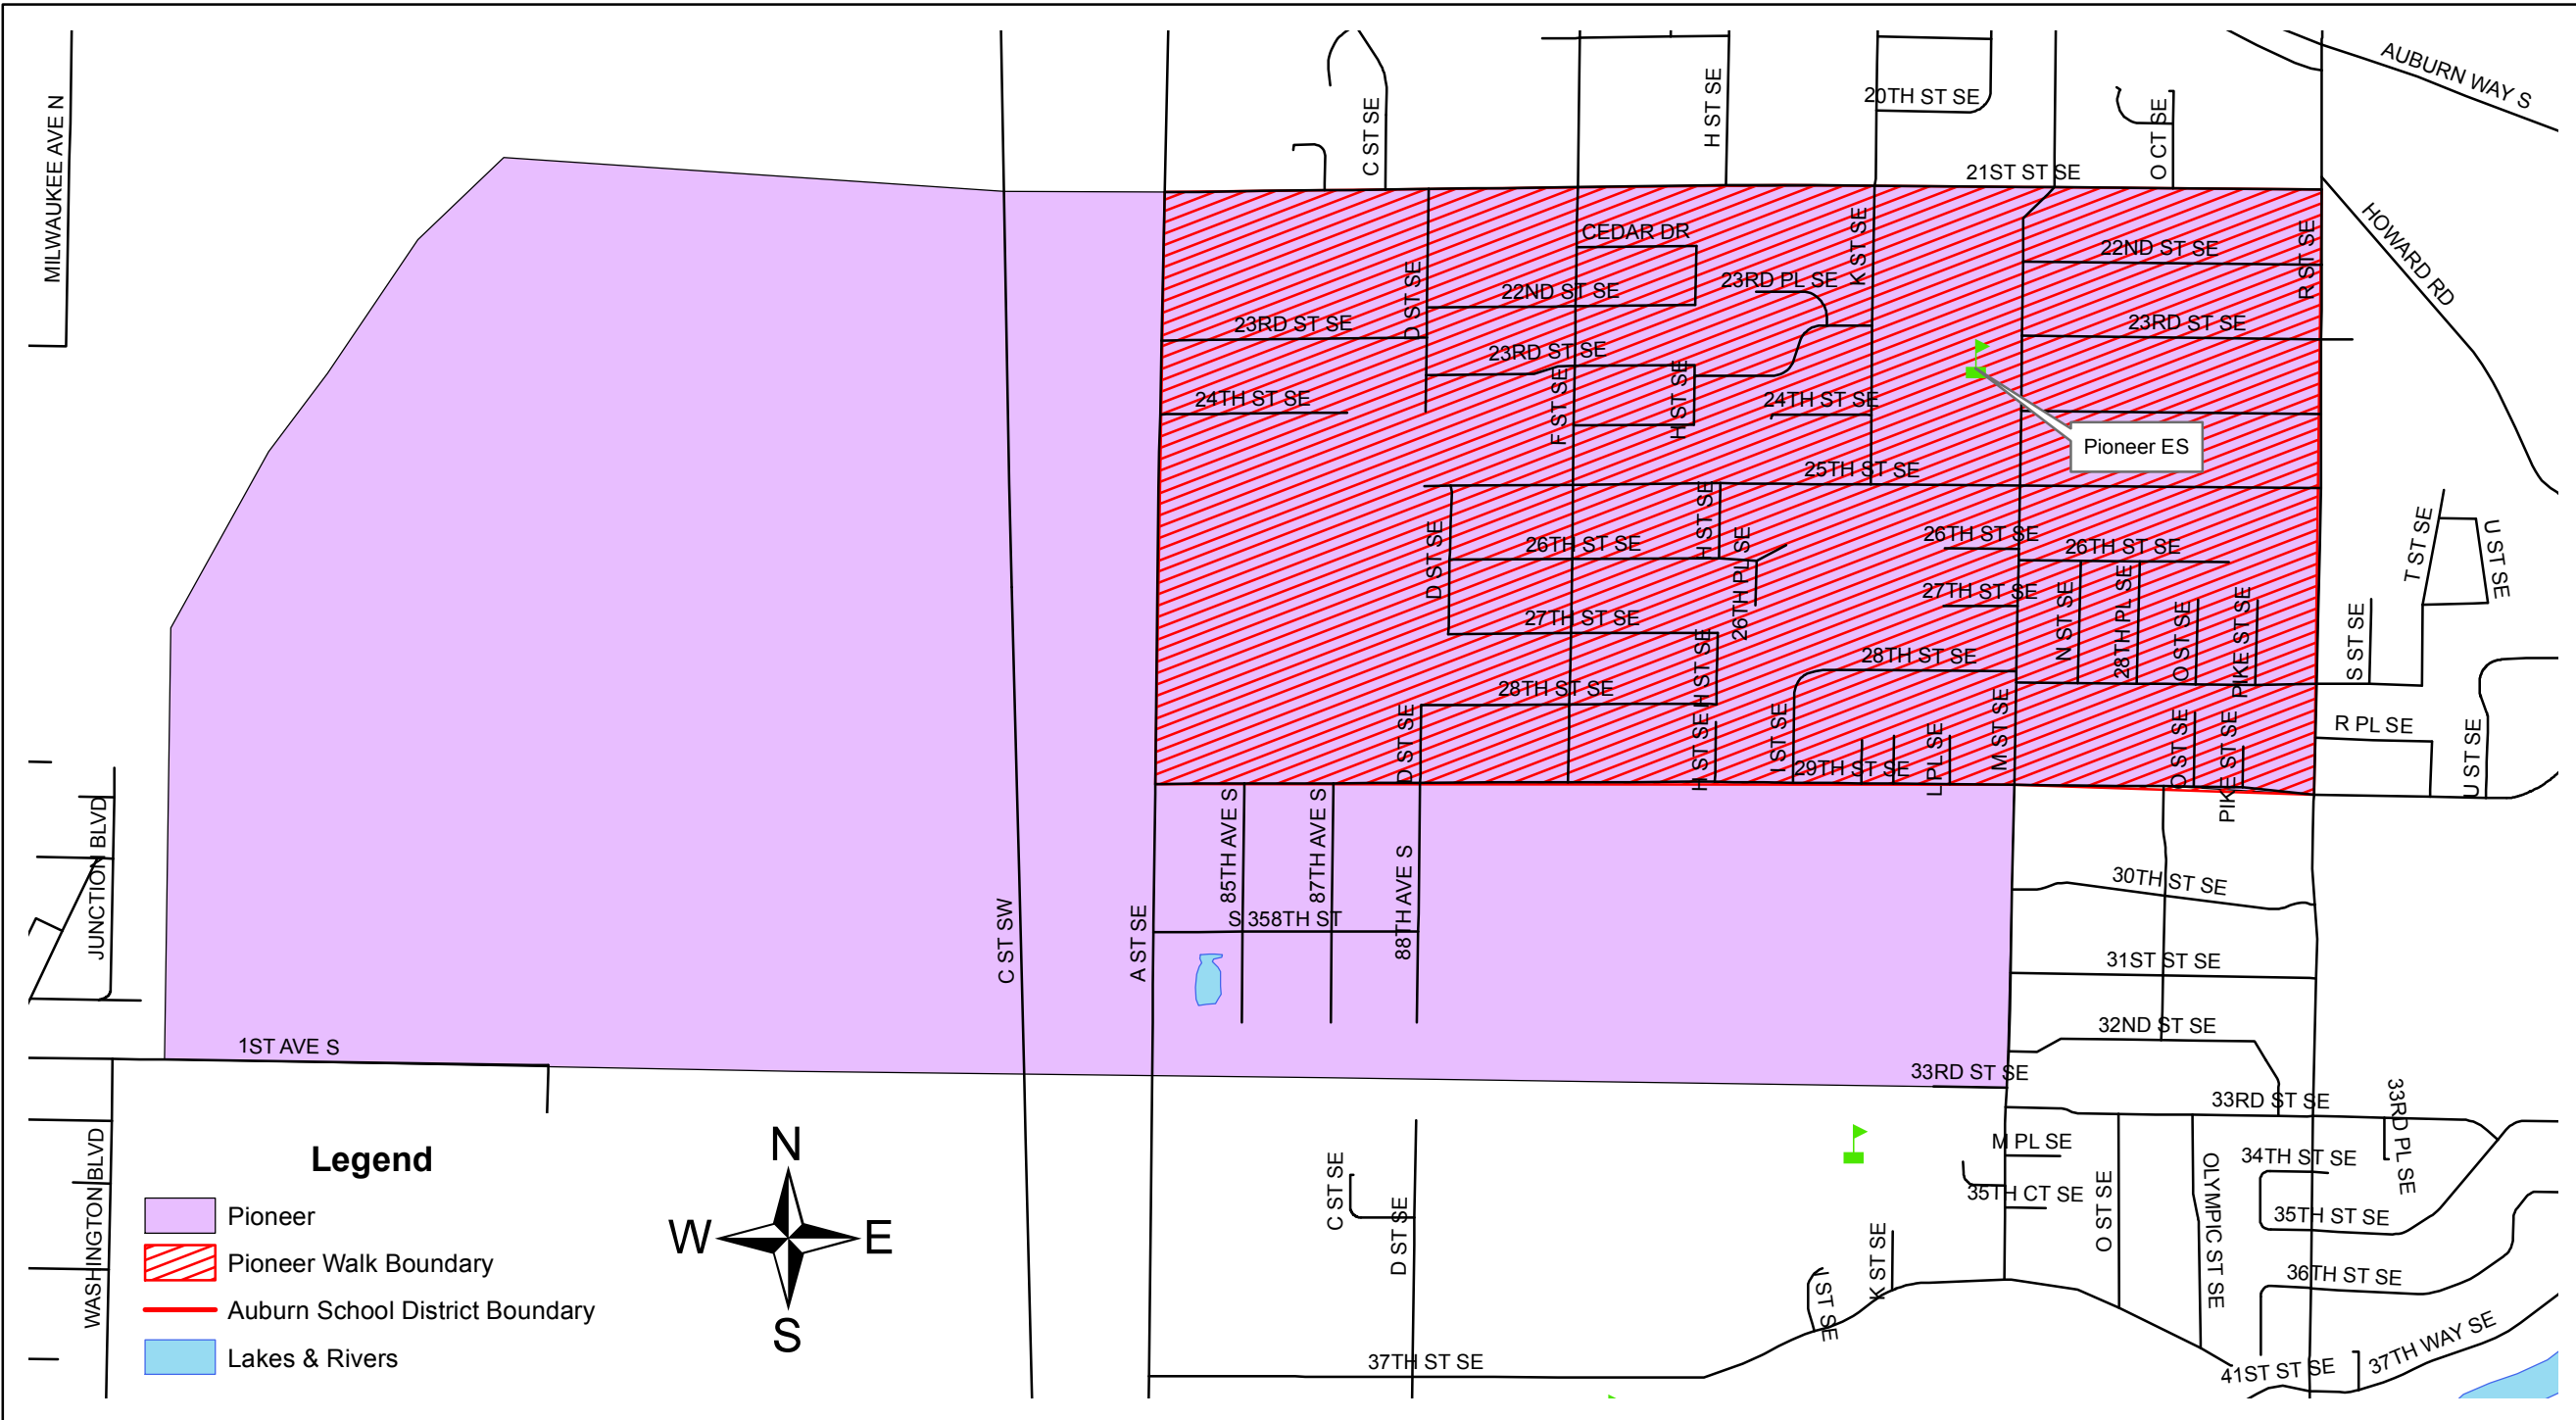 AUBURN WAY S
MILWAUKEE AVE N
C ST SE
H ST SE
20TH ST SE
O CT SE
21ST ST SE
HOWARD RD
CEDAR DR
K ST SE
22ND ST SE
R ST SE
D ST SE
22ND ST SE
23RD PL SE
23RD ST SE
23RD ST SE
23RD ST SE
F ST SE
H ST SE
24TH ST SE
24TH ST SE
Pioneer ES
25TH ST SE
H ST SE
D ST SE
26TH ST SE
26TH PL SE
26TH ST SE
26TH ST SE
T ST SE
U ST SE
27TH ST SE
27TH ST SE
N ST SE
28TH PL SE
O ST SE
PIKE ST SE
S ST SE
28TH ST SE
28TH ST SE
H ST SE
D ST SE
H ST SE
I ST SE
29TH ST SE
L PL SE
M ST SE
O ST SE
PIKE ST SE
R PL SE
U ST SE
JUNCTION BLVD
85TH AVE S
87TH AVE S
88TH AVE S
S 358TH ST
C ST SW
A ST SE
30TH ST SE
31ST ST SE
32ND ST SE
1ST AVE S
33RD ST SE
33RD ST SE
33RD PL SE
WASHINGTON BLVD
Legend
Pioneer
Pioneer Walk Boundary
Auburn School District Boundary
Lakes & Rivers
N
W
E
S
C ST SE
D ST SE
M PL SE
35TH CT SE
O ST SE
OLYMPIC ST SE
34TH ST SE
35TH ST SE
K ST SE
I ST SE
36TH ST SE
37TH ST SE
41ST ST SE
37TH WAY SE